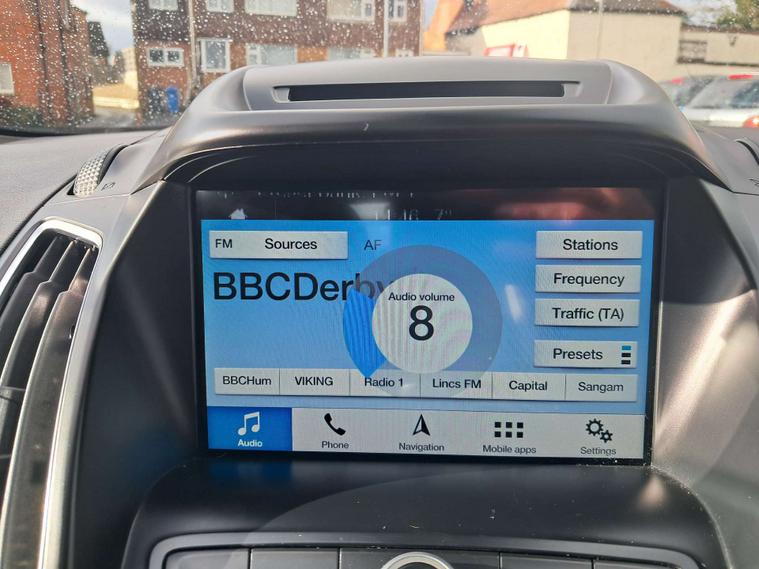 FM Sources AF Stations
BBCDerby
Audio volume
8
Frequency
Traffic (TA)
Presets
BBCHum VIKING Radio 1 Lincs FM Capital Sangam
Audio Phone Navigation Mobile apps Settings